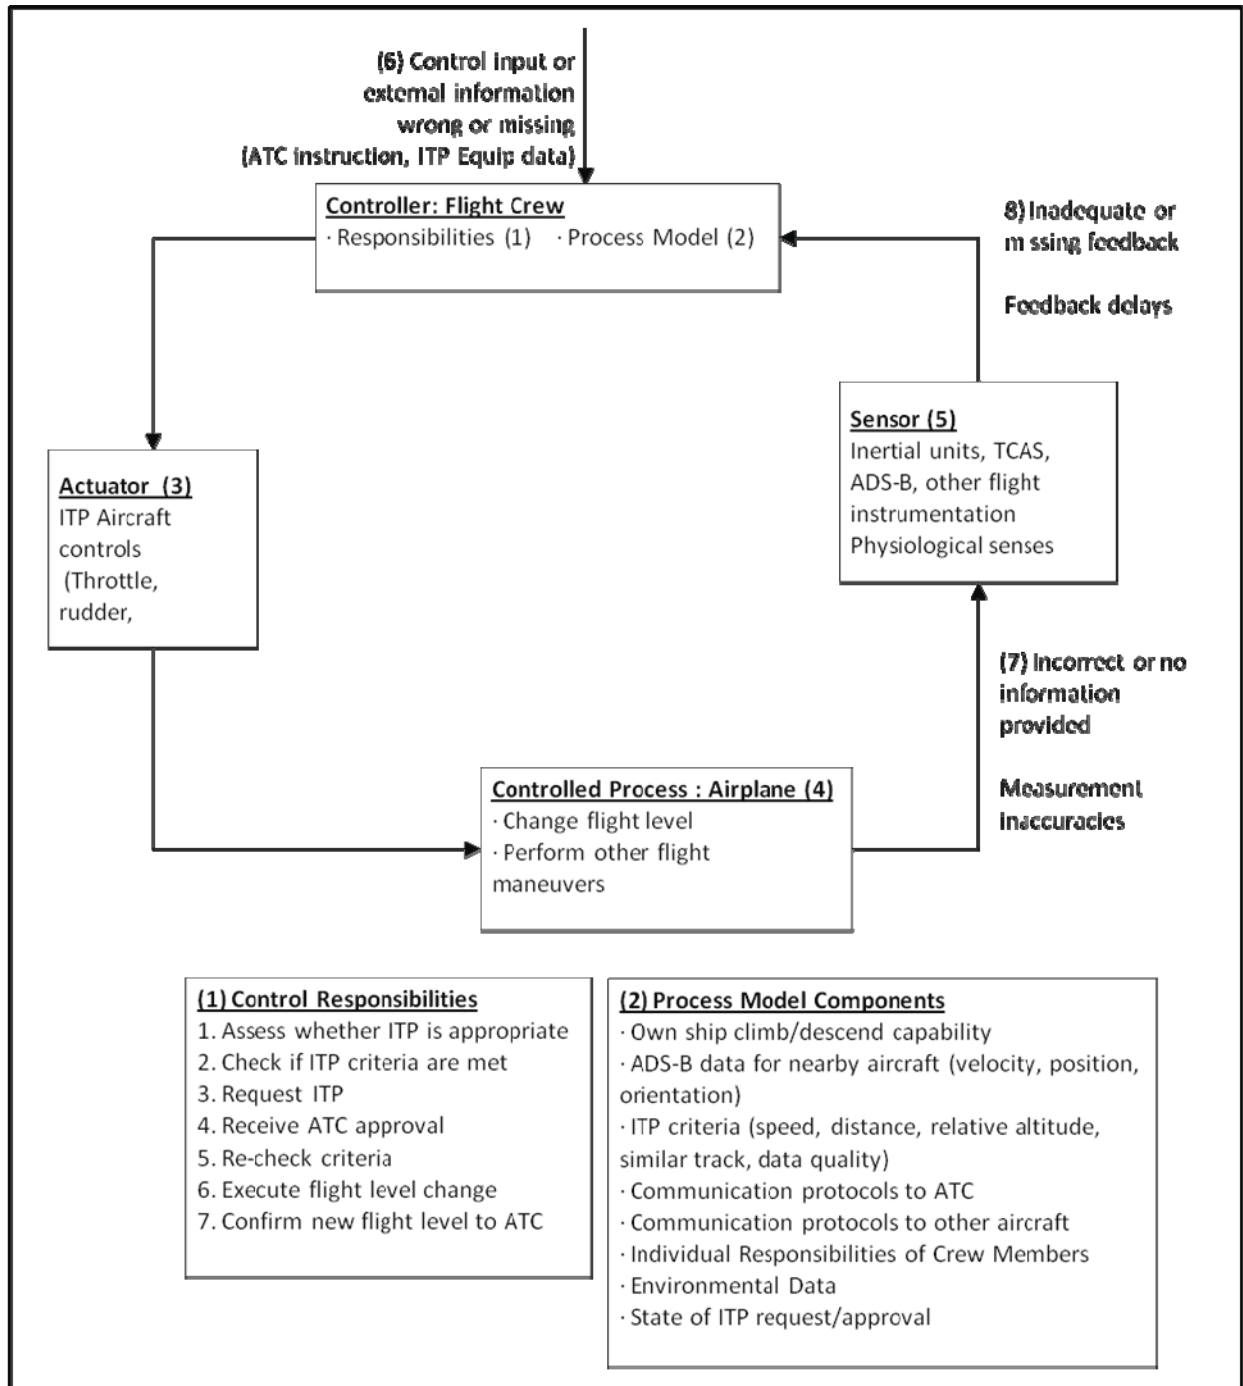 (6) Control input or
external information
wrong or missing
(ATC instruction, ITP Equip data)
Controller: Flight Crew
· Responsibilities (1) · Process Model (2)
8) Inadequate or
m ssing feedback
Feedback delays
Sensor (5)
Inertial units, TCAS,
ADS-B, other flight
instrumentation
Physiological senses
Actuator (3)
ITP Aircraft
controls
(Throttle,
rudder,
(7) Incorrect or no
information
provided
Measurement
inaccuracies
Controlled Process : Airplane (4)
· Change flight level
· Perform other flight
maneuvers
(1) Control Responsibilities
1. Assess whether ITP is appropriate
2. Check if ITP criteria are met
3. Request ITP
4. Receive ATC approval
5. Re-check criteria
6. Execute flight level change
7. Confirm new flight level to ATC
(2) Process Model Components
· Own ship climb/descend capability
· ADS-B data for nearby aircraft (velocity, position,
orientation)
· ITP criteria (speed, distance, relative altitude,
similar track, data quality)
· Communication protocols to ATC
· Communication protocols to other aircraft
· Individual Responsibilities of Crew Members
· Environmental Data
· State of ITP request/approval